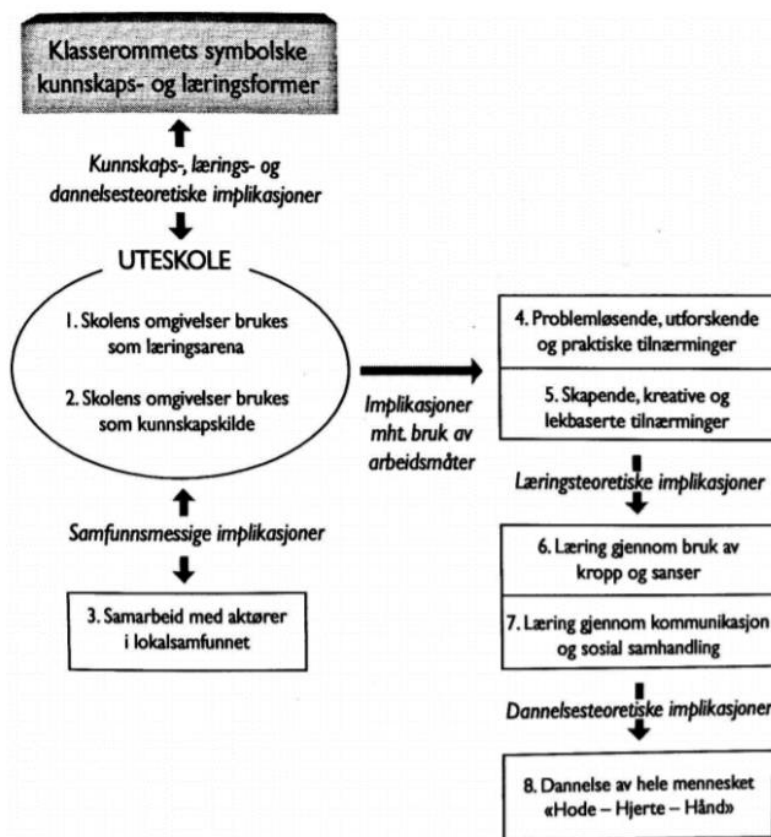 Klasserommets symbolske
kunnskaps- og læringsformer
Kunnskaps-, lærings- og
dannelsesteoretiske implikasjoner
UTESKOLE
1. Skolens omgivelser brukes
som læringsarena
2. Skolens omgivelser brukes
som kunnskapskilde
Implikasjoner
mht. bruk av
arbeidsmåter
Samfunnsmessige implikasjoner
3. Samarbeid med aktører
i lokalsamfunnet
4. Problemløsende, utforskende
og praktiske tilnærminger
5. Skapende, kreative og
lekbaserte tilnærminger
Læringsteoretiske implikasjoner
6. Læring gjennom bruk av
kropp og sanser
7. Læring gjennom kommunikasjon
og sosial samhandling
Dannelsesteoretiske implikasjoner
8. Dannelse av hele mennesket
«Hode – Hjerte – Hånd»